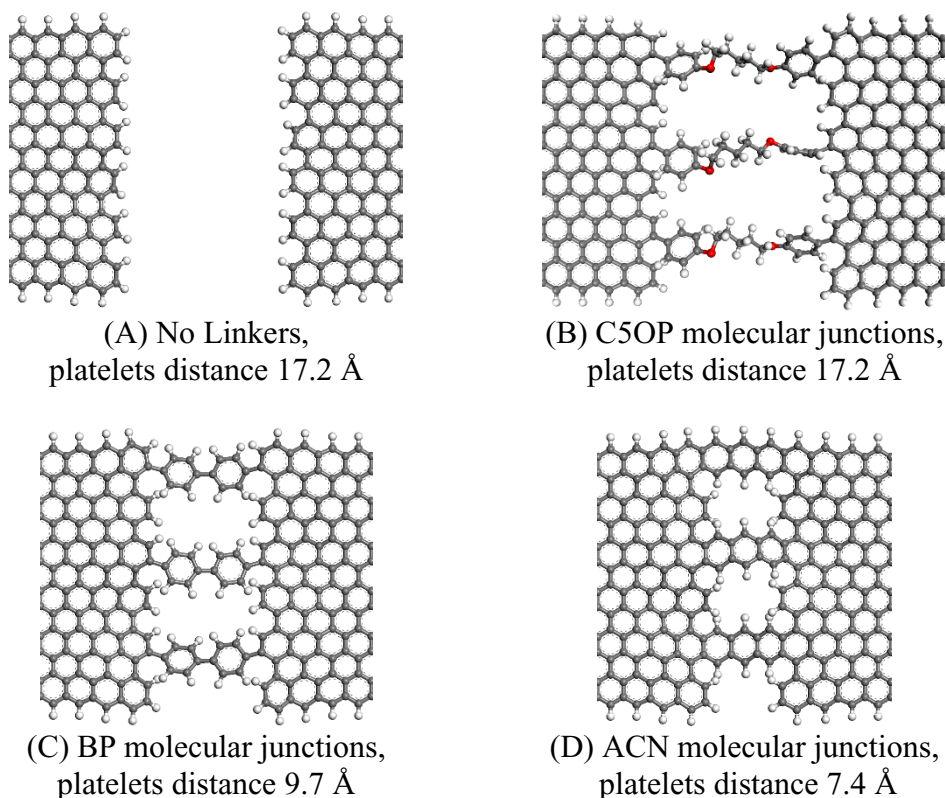 (A) No Linkers,
platelets distance 17.2 Å
(B) C5OP molecular junctions,
platelets distance 17.2 Å
(C) BP molecular junctions,
platelets distance 9.7 Å
(D) ACN molecular junctions,
platelets distance 7.4 Å